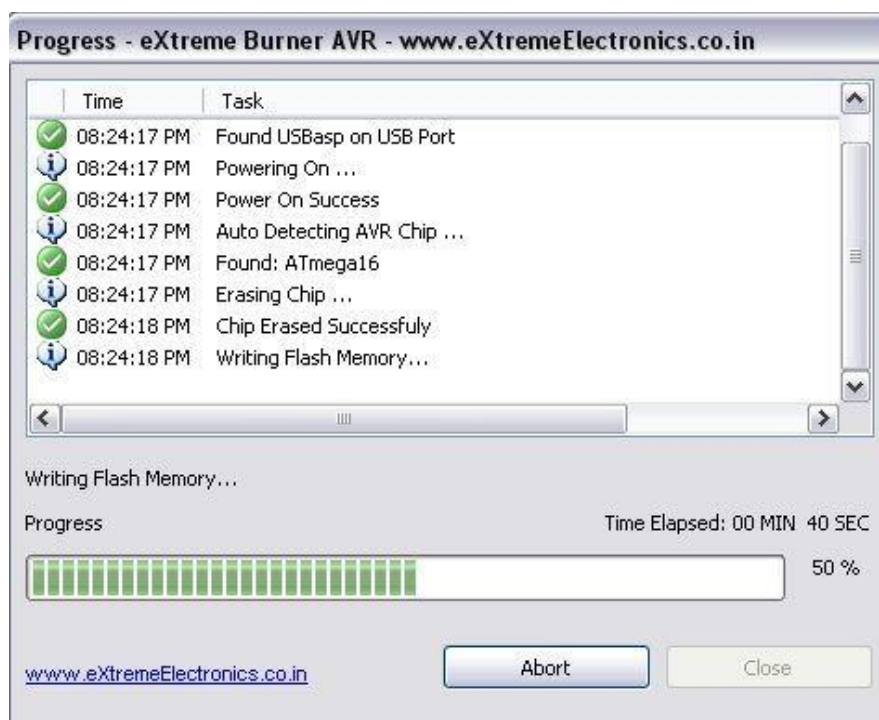 Progress - eXtreme Burner AVR - www.eXtremeElectronics.co.in
Time Task
08:24:17 PM Found USBasp on USB Port
08:24:17 PM Powering On ...
08:24:17 PM Power On Success
08:24:17 PM Auto Detecting AVR Chip ...
08:24:17 PM Found: ATmega16
08:24:17 PM Erasing Chip ...
08:24:18 PM Chip Erased Successfuly
08:24:18 PM Writing Flash Memory...
Writing Flash Memory...
Progress Time Elapsed: 00 MIN 40 SEC
50 %
wwww.eXtremeElectronics.co.in Abort Close